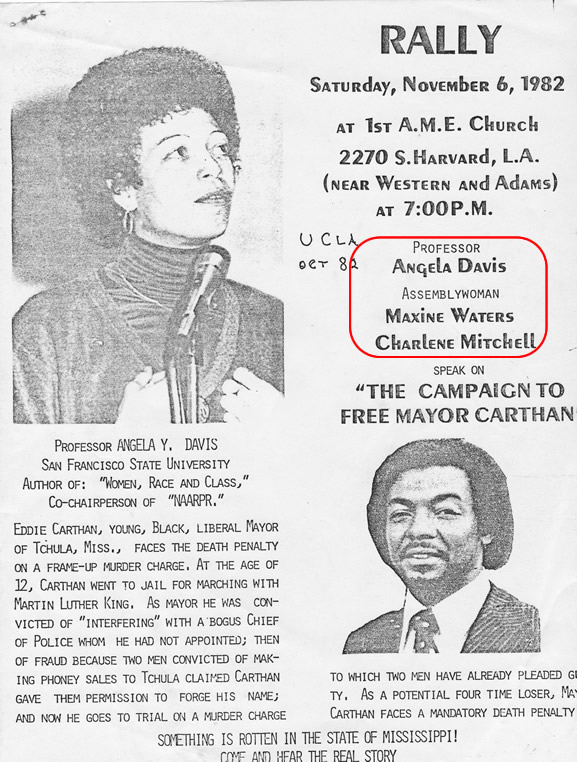 RALLY
SATURDAY, NOVEMBER 6, 1982
AT 1ST A.M.E. CHURCH
2270 S.HARVARD, L.A.
(NEAR WESTERN AND ADAMS)
AT 7:00P.M.
UCLA
OCT 82
PROFESSOR
ANGELA DAVIS
ASSEMBLYWOMAN
MAXINE WATERS
CHARLENE MITCHELL
SPEAK ON
"THE CAMPAIGN TO
FREE MAYOR CARTHAN"
PROFESSOR ANGELA Y. DAVIS
SAN FRANCISCO STATE UNIVERSITY
AUTHOR OF: "WOMEN, RACE AND CLASS,"
CO-CHAIRPERSON OF "NAARPR."
EDDIE CARTHAN, YOUNG, BLACK, LIBERAL MAYOR
OF TCHULA, MISS., FACES THE DEATH PENALTY
ON A FRAME-UP MURDER CHARGE. AT THE AGE OF
12, CARTHAN WENT TO JAIL FOR MARCHING WITH
MARTIN LUTHER KING. AS MAYOR HE WAS CON-
VICTED OF "INTERFERING" WITH A BOGUS CHIEF
OF POLICE WHOM HE HAD NOT APPOINTED; THEN
OF FRAUD BECAUSE TWO MEN CONVICTED OF MAK-
ING PHONEY SALES TO TCHULA CLAIMED CARTHAN
GAVE THEM PERMISSION TO FORGE HIS NAME;
AND NOW HE GOES TO TRIAL ON A MURDER CHARGE
TO WHICH TWO MEN HAVE ALREADY PLEADED GU
TY. AS A POTENTIAL FOUR TIME LOSER, MAY
CARTHAN FACES A MANDATORY DEATH PENALTY
SOMETHING IS ROTTEN IN THE STATE OF MISSISSIPPI!
COME AND HEAR THE REAL STORY